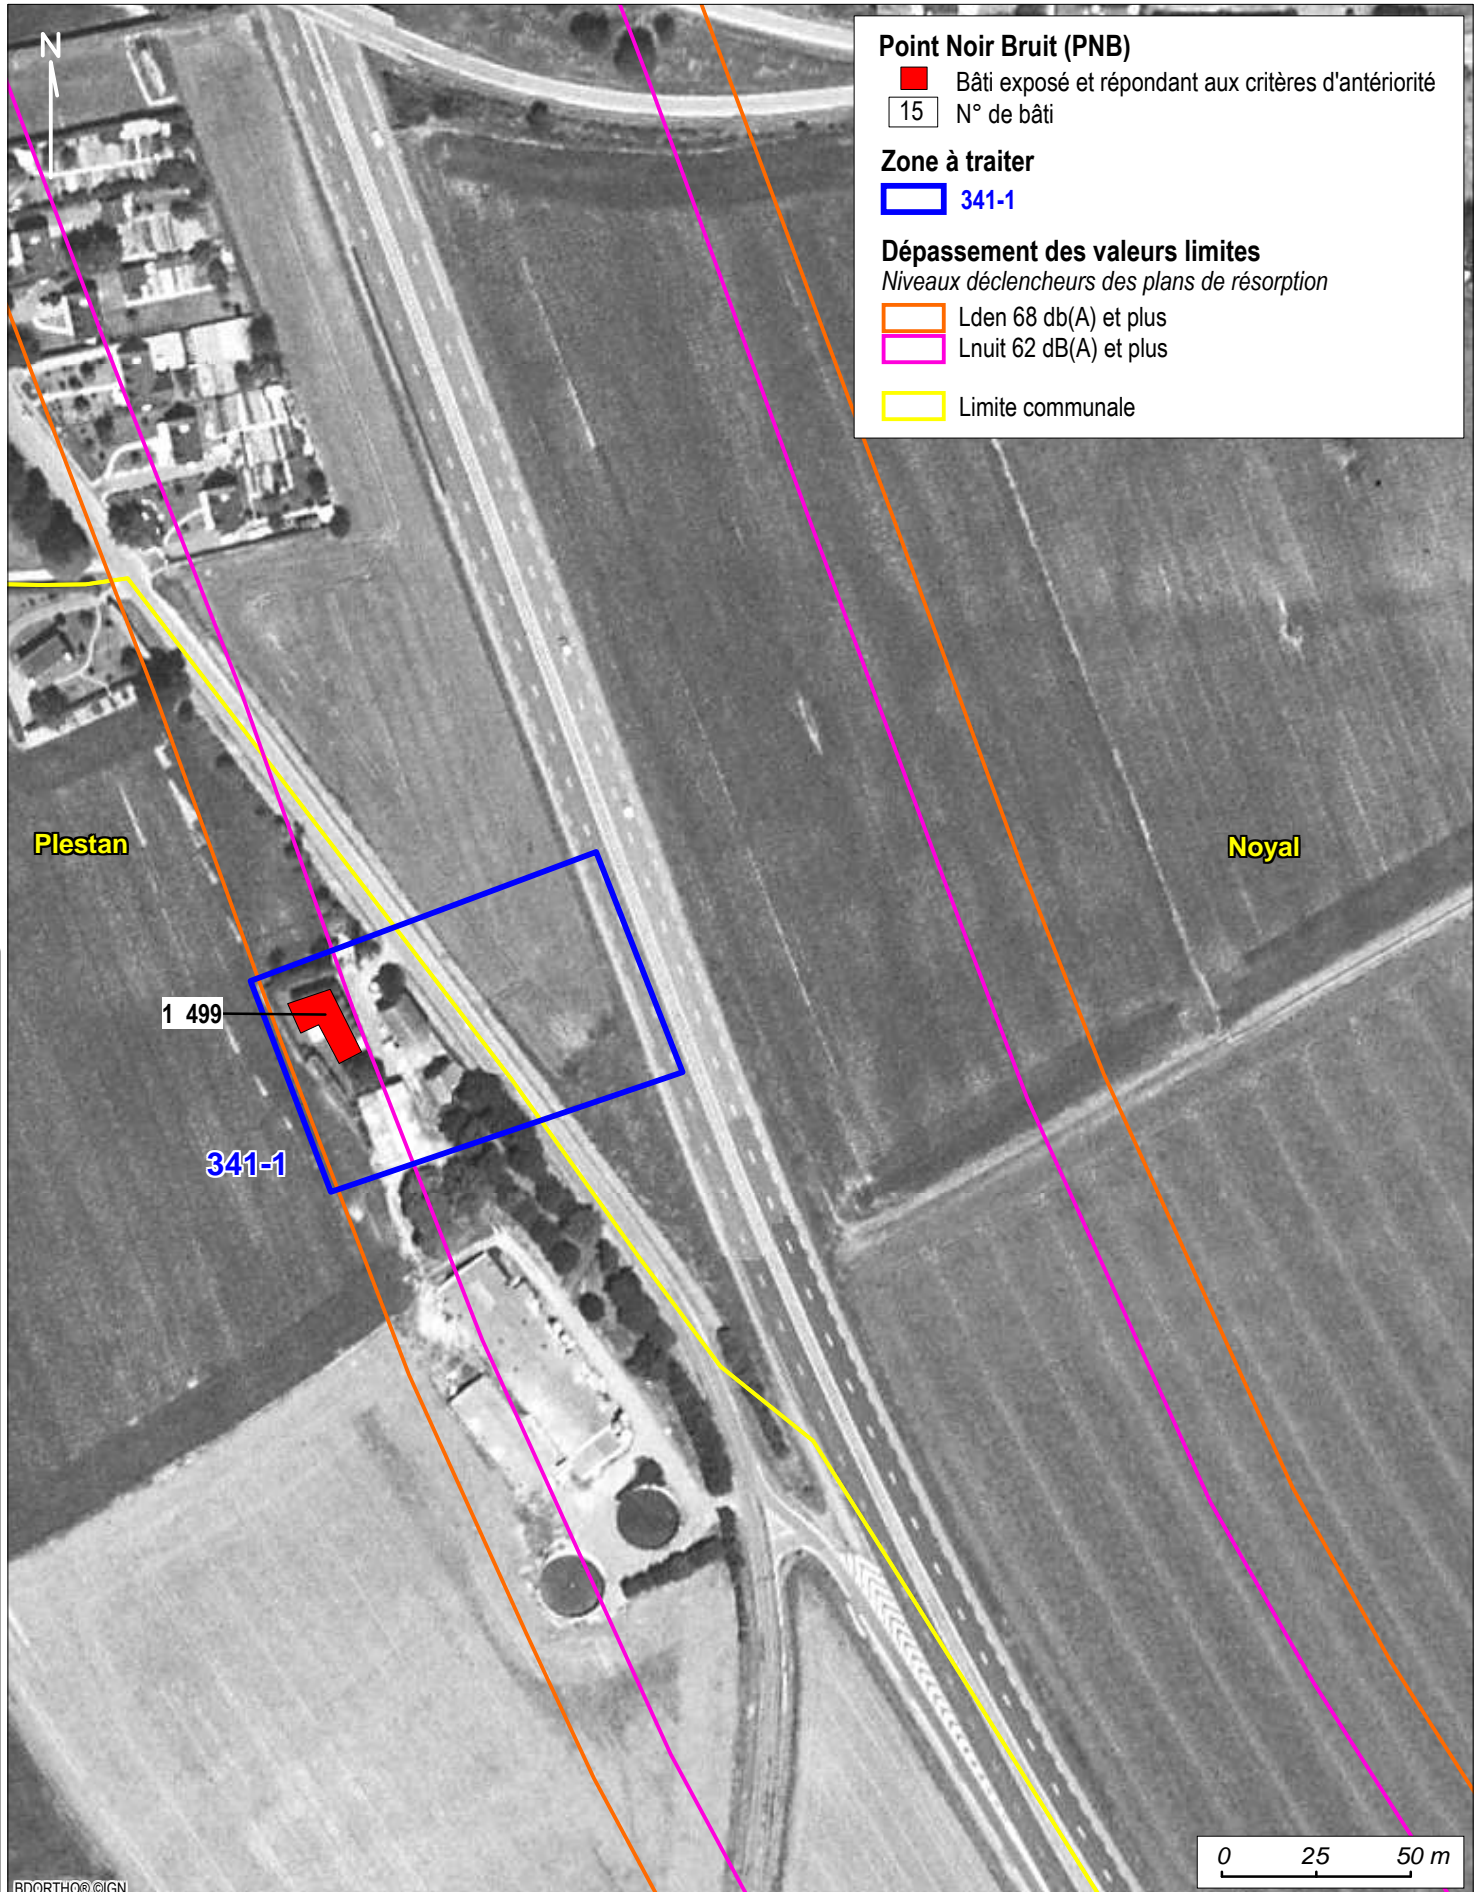 N
Point Noir Bruit (PNB)
Bâti exposé et répondant aux critères d'antériorité
15 N° de bâti
Zone à traiter
341-1
Dépassement des valeurs limites
Niveaux déclencheurs des plans de résorption
Lden 68 db(A) et plus
Lnuit 62 dB(A) et plus
Limite communale
Plestan
Noyal
1 499
341-1
0 25 50 m
BDORTHO® ©IGN